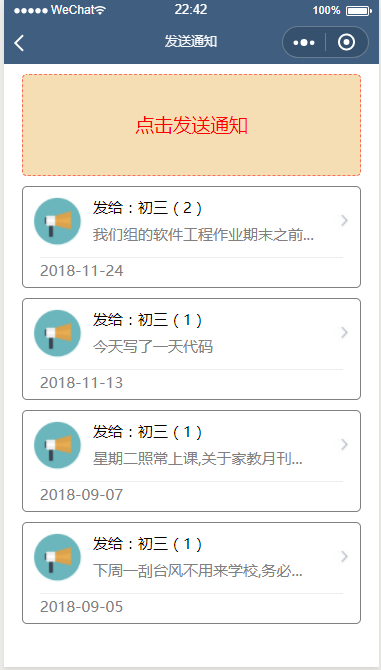 WeChat
22:42
100%
发送通知
点击发送通知
发给：初三（2）
我们组的软件工程作业期末之前...
2018-11-24
发给：初三（1）
今天写了一天代码
2018-11-13
发给：初三（1）
星期二照常上课,关于家教月刊...
2018-09-07
发给：初三（1）
下周一刮台风不用来学校,务必...
2018-09-05